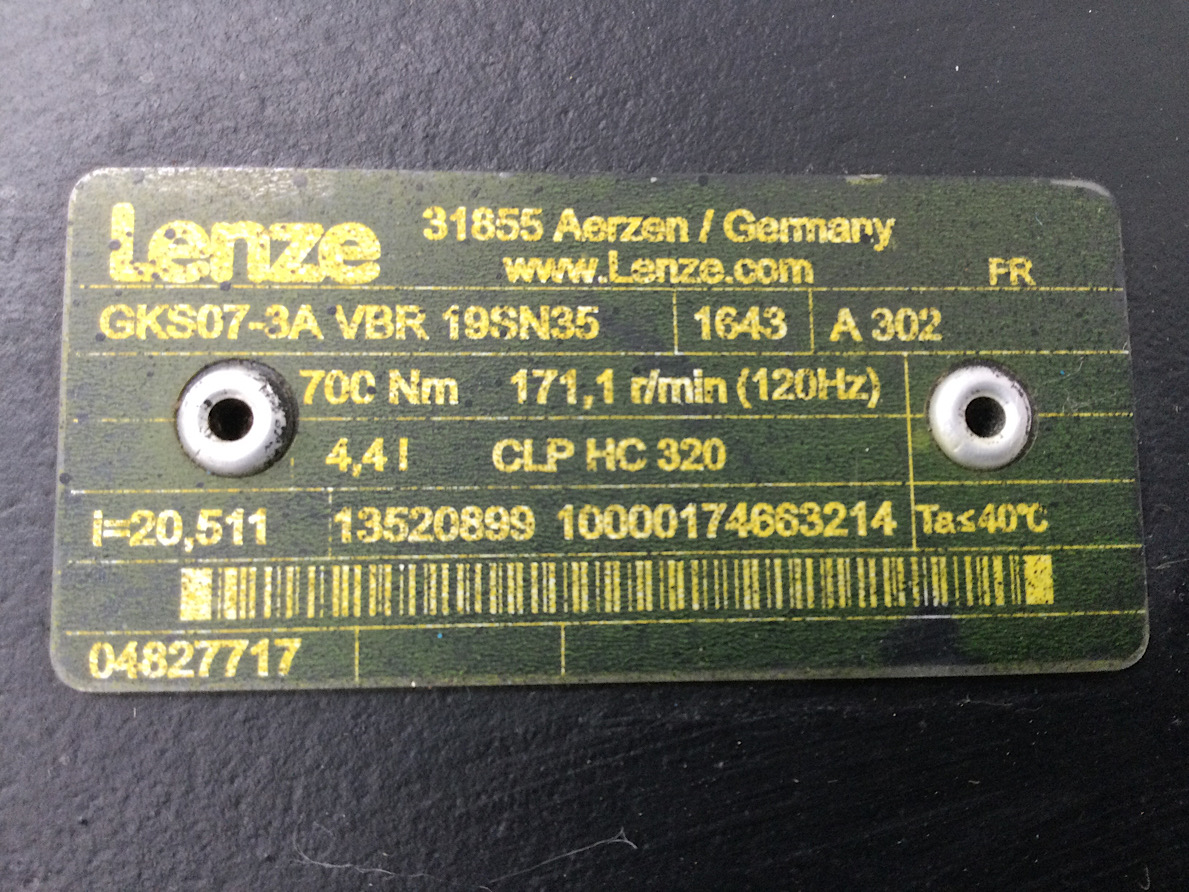 Lenze
31855 Aerzen / Germany
www.Lenze.com
FR
GKS07-3A VBR 19SN35 1643 A 302
700 Nm 171,1 r/min (120Hz)
4,4 l CLP HC 320
i=20,511 13520899 10000174663214 Ta≤40°C
04827717